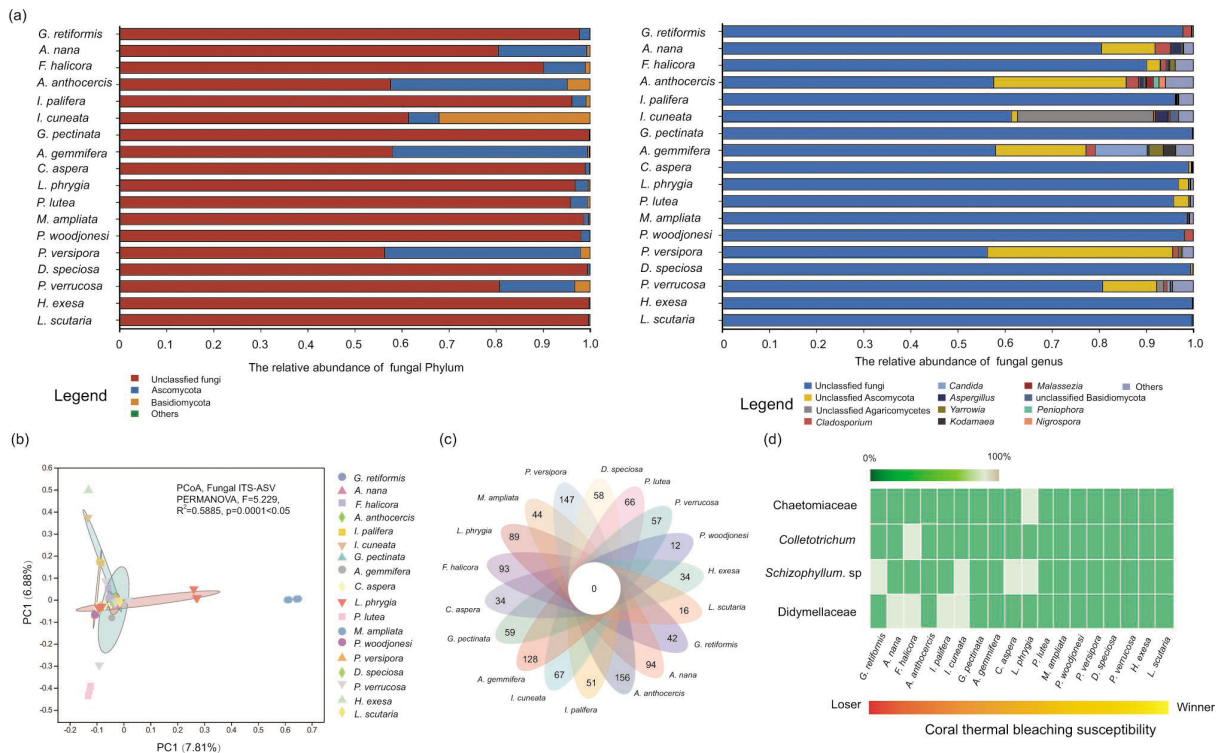 (a)
G. retiformis
A. nana
F. halicora
A. anthocercis
I. palifera
I. cuneata
G. pectinata
A. gemmifera
C. aspera
L. phrygia
P. lutea
M. ampliata
P. woodjonesi
P. versipora
D. speciosa
P. verrucosa
H. exesa
L. scutaria
0 0.1 0.2 0.3 0.4 0.5 0.6 0.7 0.8 0.9 1.0
The relative abundance of fungal Phylum
Legend
Unclassfied fungi
Ascomycota
Basidiomycota
Others
G. retiformis
A. nana
F. halicora
A. anthocercis
I. palifera
I. cuneata
G. pectinata
A. gemmifera
C. aspera
L. phrygia
P. lutea
M. ampliata
P. woodjonesi
P. versipora
D. speciosa
P. verrucosa
H. exesa
L. scutaria
0 0.1 0.2 0.3 0.4 0.5 0.6 0.7 0.8 0.9 1.0
The relative abundance of fungal genus
Legend
Unclassfied fungi
Unclassfied Ascomycota
Unclassfied Agaricomycetes
Cladosporium
Candida
Aspergillus
Yarrowia
Kodamaea
Malassezia
unclassified Basidiomycota
Peniophora
Nigrospora
Others
(b)
PCoA, Fungal ITS-ASV
PERMANOVA, F=5.229,
R²=0.5885, p=0.0001<0.05
PC1 (6.88%)
0.6
0.5
0.4
0.3
0.2
0.1
0
-0.1
-0.2
-0.3
-0.4
-0.5
-0.2 -0.1 0 0.1 0.2 0.3 0.4 0.5 0.6 0.7
PC1 (7.81%)
G. retiformis
A. nana
F. halicora
A. anthocercis
I. palifera
I. cuneata
G. pectinata
A. gemmifera
C. aspera
L. phrygia
P. lutea
M. ampliata
P. woodjonesi
P. versipora
D. speciosa
P. verrucosa
H. exesa
L. scutaria
(c)
D. speciosa
58
P. lutea
66
P. verrucosa
57
P. woodjonesi
12
H. exesa
34
L. scutaria
16
G. retiformis
42
A. nana
94
A. anthocercis
156
I. palifera
51
I. cuneata
67
A. gemmifera
128
G. pectinata
59
C. aspera
34
F. halicora
93
L. phrygia
89
M. ampliata
44
P. versipora
147
0
(d)
0% 100%
Chaetomiaceae
Colletotrichum
Schizophyllum. sp
Didymellaceae
G. retiformis
A. nana
F. halicora
A. anthocercis
I. palifera
I. cuneata
G. pectinata
A. gemmifera
C. aspera
L. phrygia
P. lutea
M. ampliata
P. woodjonesi
P. versipora
D. speciosa
P. verrucosa
H. exesa
L. scutaria
Loser Winner
Coral thermal bleaching susceptibility